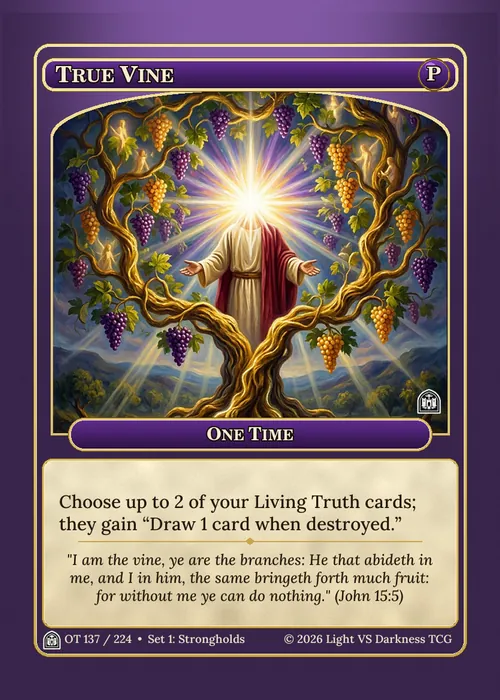 TRUE VINE
P
ONE TIME
Choose up to 2 of your Living Truth cards;
they gain “Draw 1 card when destroyed.”
"I am the vine, ye are the branches: He that abideth in
me, and I in him, the same bringeth forth much fruit:
for without me ye can do nothing." (John 15:5)
OT 137 / 224 • Set 1: Strongholds © 2026 Light VS Darkness TCG